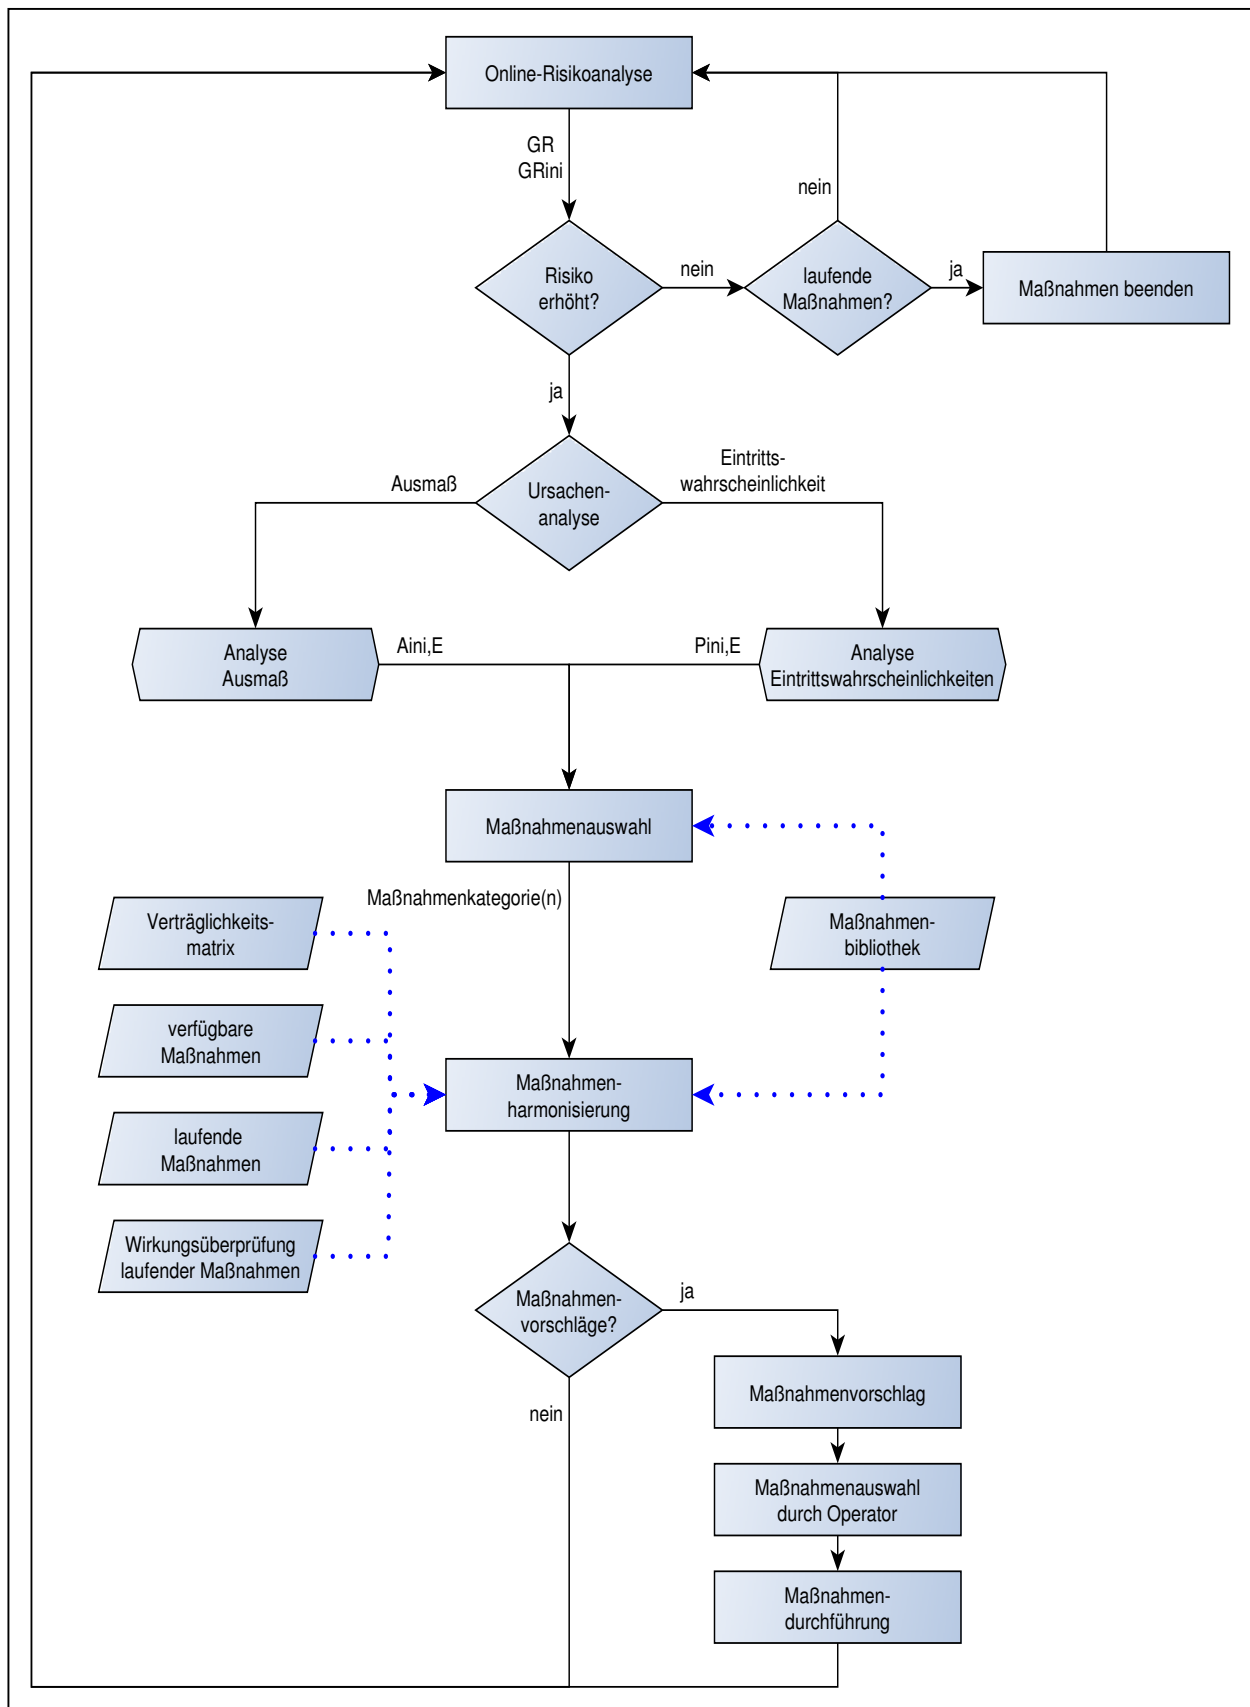 Online-Risikoanalyse
GR
GRini
nein
Risiko
erhöht?
nein
laufende
Maßnahmen?
ja
Maßnahmen beenden
ja
Ausmaß
Ursachen-
analyse
Eintritts-
wahrscheinlichkeit
Analyse
Ausmaß
Aini,E
Pini,E
Analyse
Eintrittswahrscheinlichkeiten
Maßnahmenauswahl
Maßnahmenkategorie(n)
Verträglichkeits-
matrix
Maßnahmen-
bibliothek
verfügbare
Maßnahmen
Maßnahmen-
harmonisierung
laufende
Maßnahmen
Wirkungsüberprüfung
laufender Maßnahmen
Maßnahmen-
vorschläge?
ja
nein
Maßnahmenvorschlag
Maßnahmenauswahl
durch Operator
Maßnahmen-
durchführung